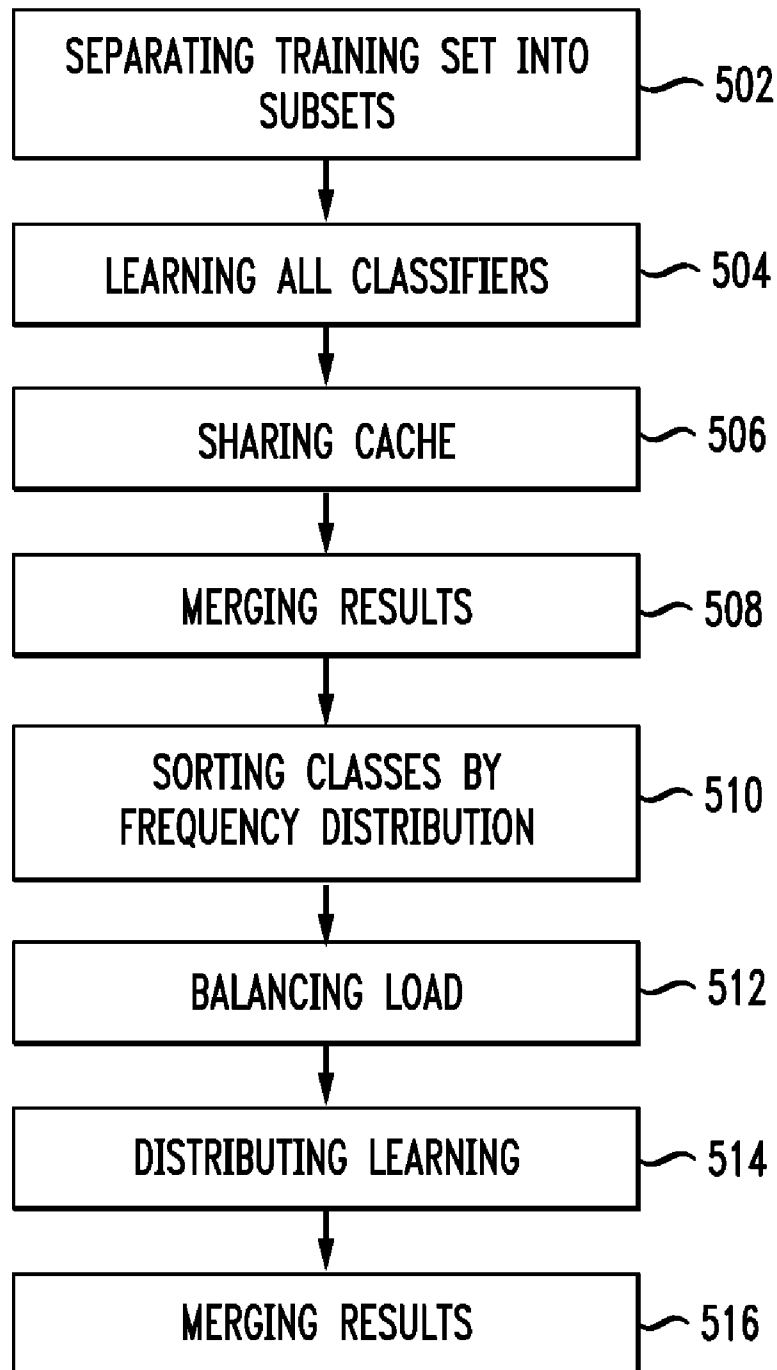 SEPARATING TRAINING SET INTO
SUBSETS
502
LEARNING ALL CLASSIFIERS
504
SHARING CACHE
506
MERGING RESULTS
508
SORTING CLASSES BY
FREQUENCY DISTRIBUTION
510
BALANCING LOAD
512
DISTRIBUTING LEARNING
514
MERGING RESULTS
516